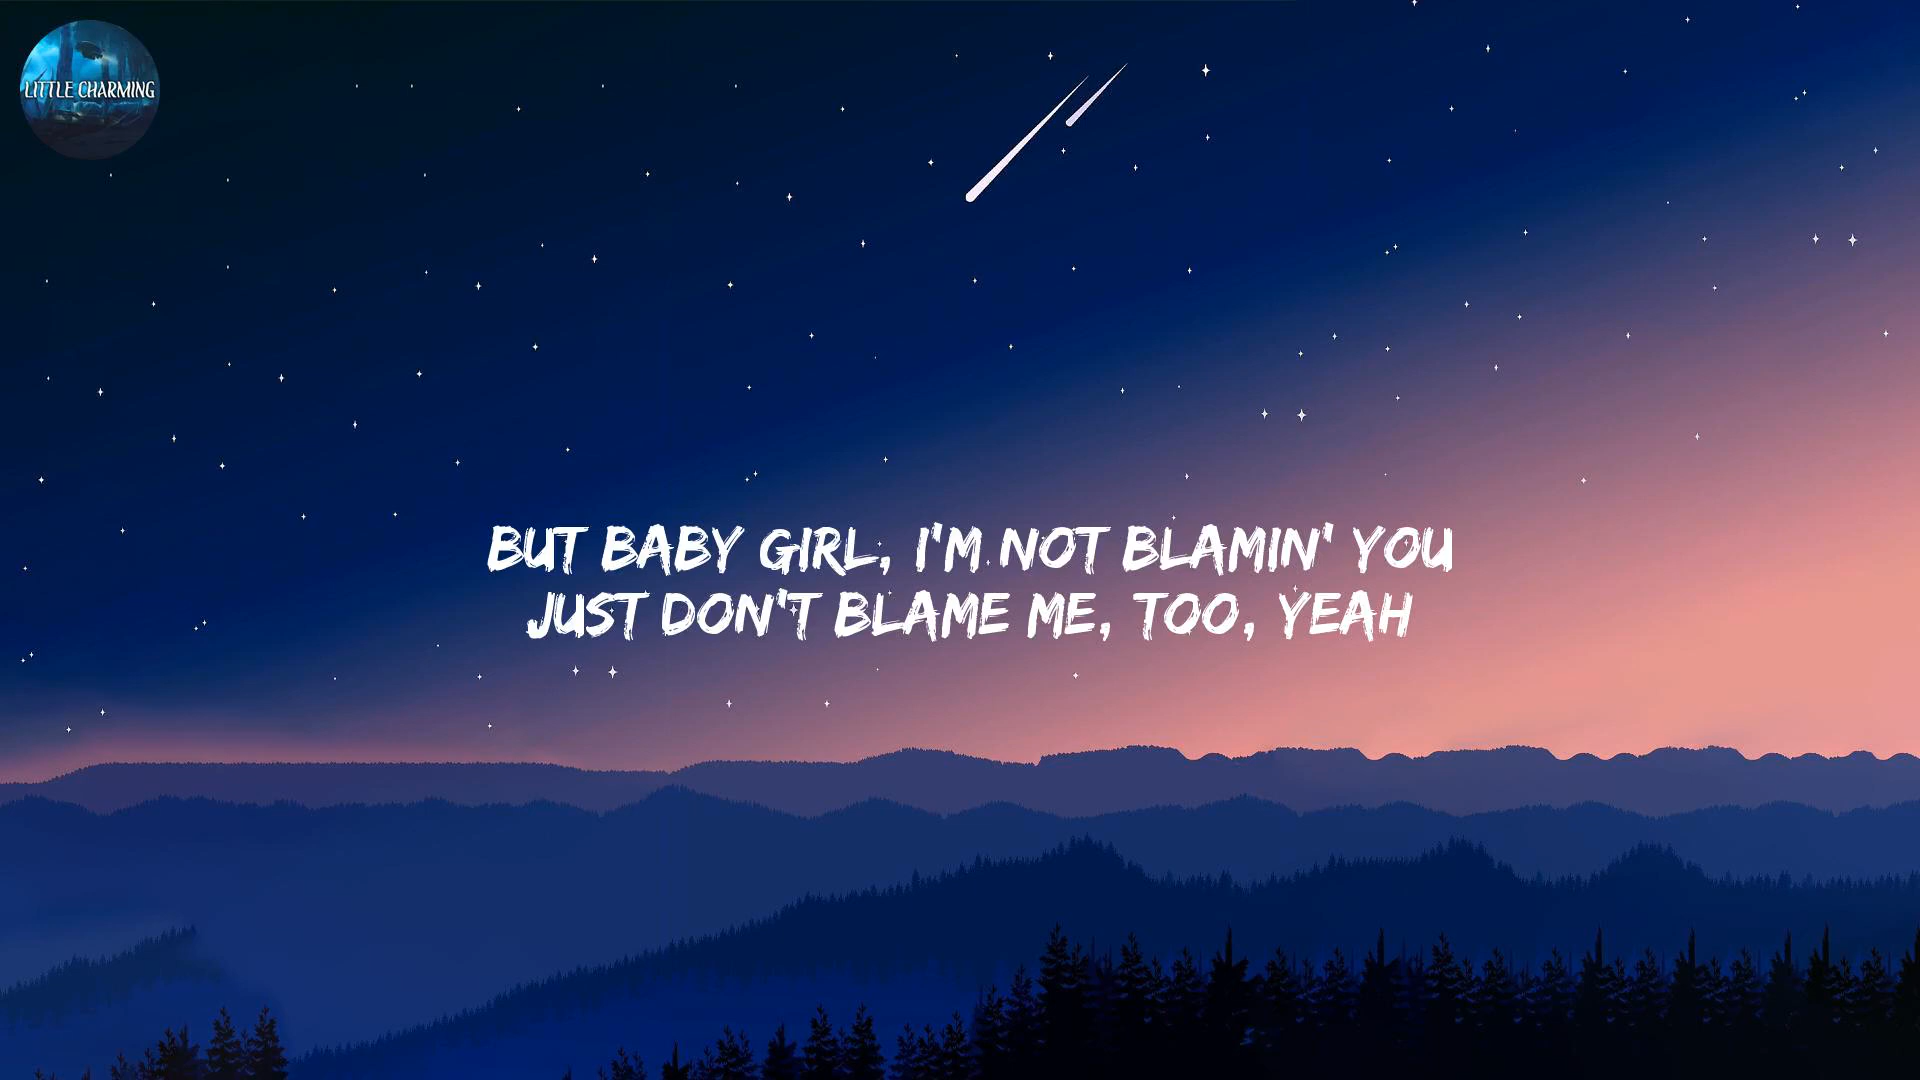 LITTLE CHARMING
BUT BABY GIRL, I'M NOT BLAMIN' YOU
JUST DON'T BLAME ME, TOO, YEAH